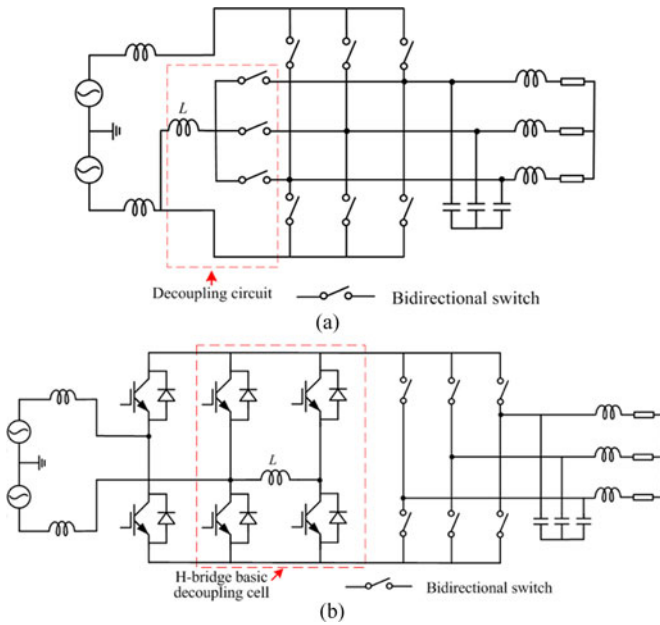 L
Decoupling circuit
Bidirectional switch
(a)
L
H-bridge basic
decoupling cell
Bidirectional switch
(b)